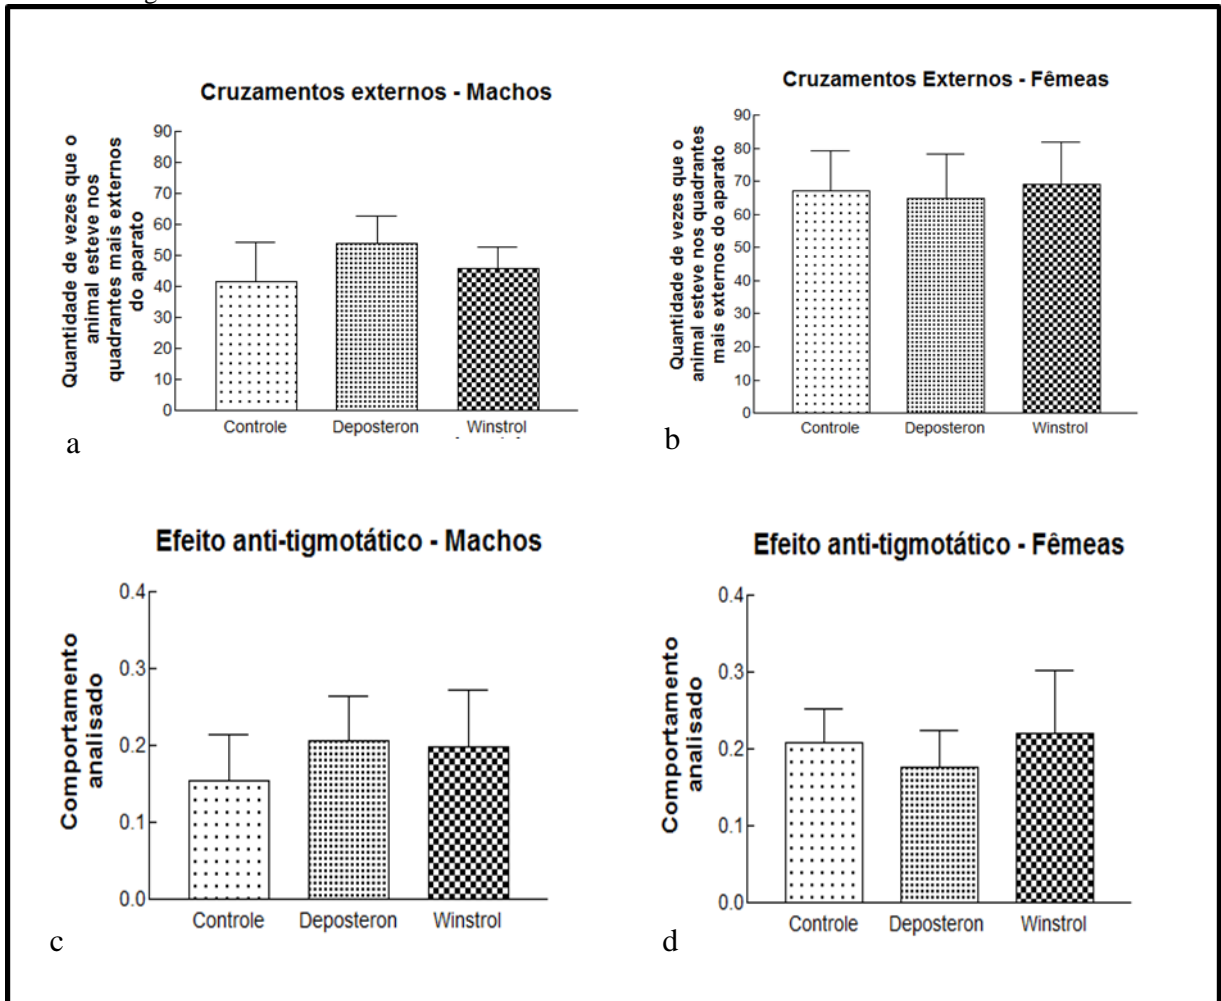 Cruzamentos externos - Machos
Quantidade de vezes que o
animal esteve nos
quadrantes mais externos
do aparato
90
80
70
60
50
40
30
20
10
0
Controle Deposteron Winstrol
a
Cruzamentos Externos - Fêmeas
Quantidade de vezes que o
animal esteve nos quadrantes
mais externos do aparato
90
80
70
60
50
40
30
20
10
0
Controle Deposteron Winstrol
b
Efeito anti-tigmotático - Machos
Comportamento
analisado
0.4
0.3
0.2
0.1
0.0
Controle Deposteron Winstrol
c
Efeito anti-tigmotático - Fêmeas
Comportamento
analisado
0.4
0.3
0.2
0.1
0.0
Controle Deposteron Winstrol
d